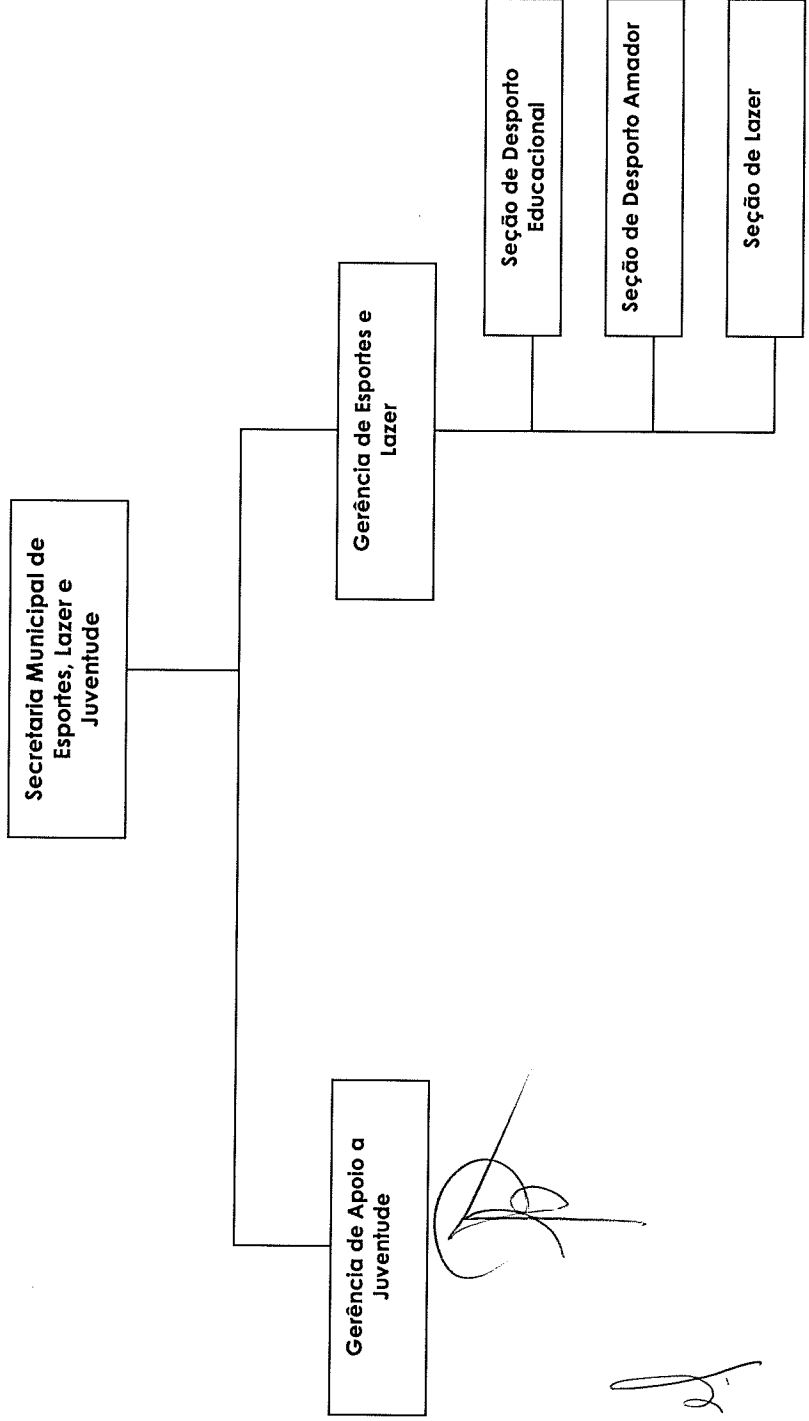 Secretaria Municipal de
Esportes, Lazer e
Juventude
Gerência de Apoio a
Juventude
Gerência de Esportes e
Lazer
Seção de Desporto
Educacional
Seção de Desporto Amador
Seção de Lazer